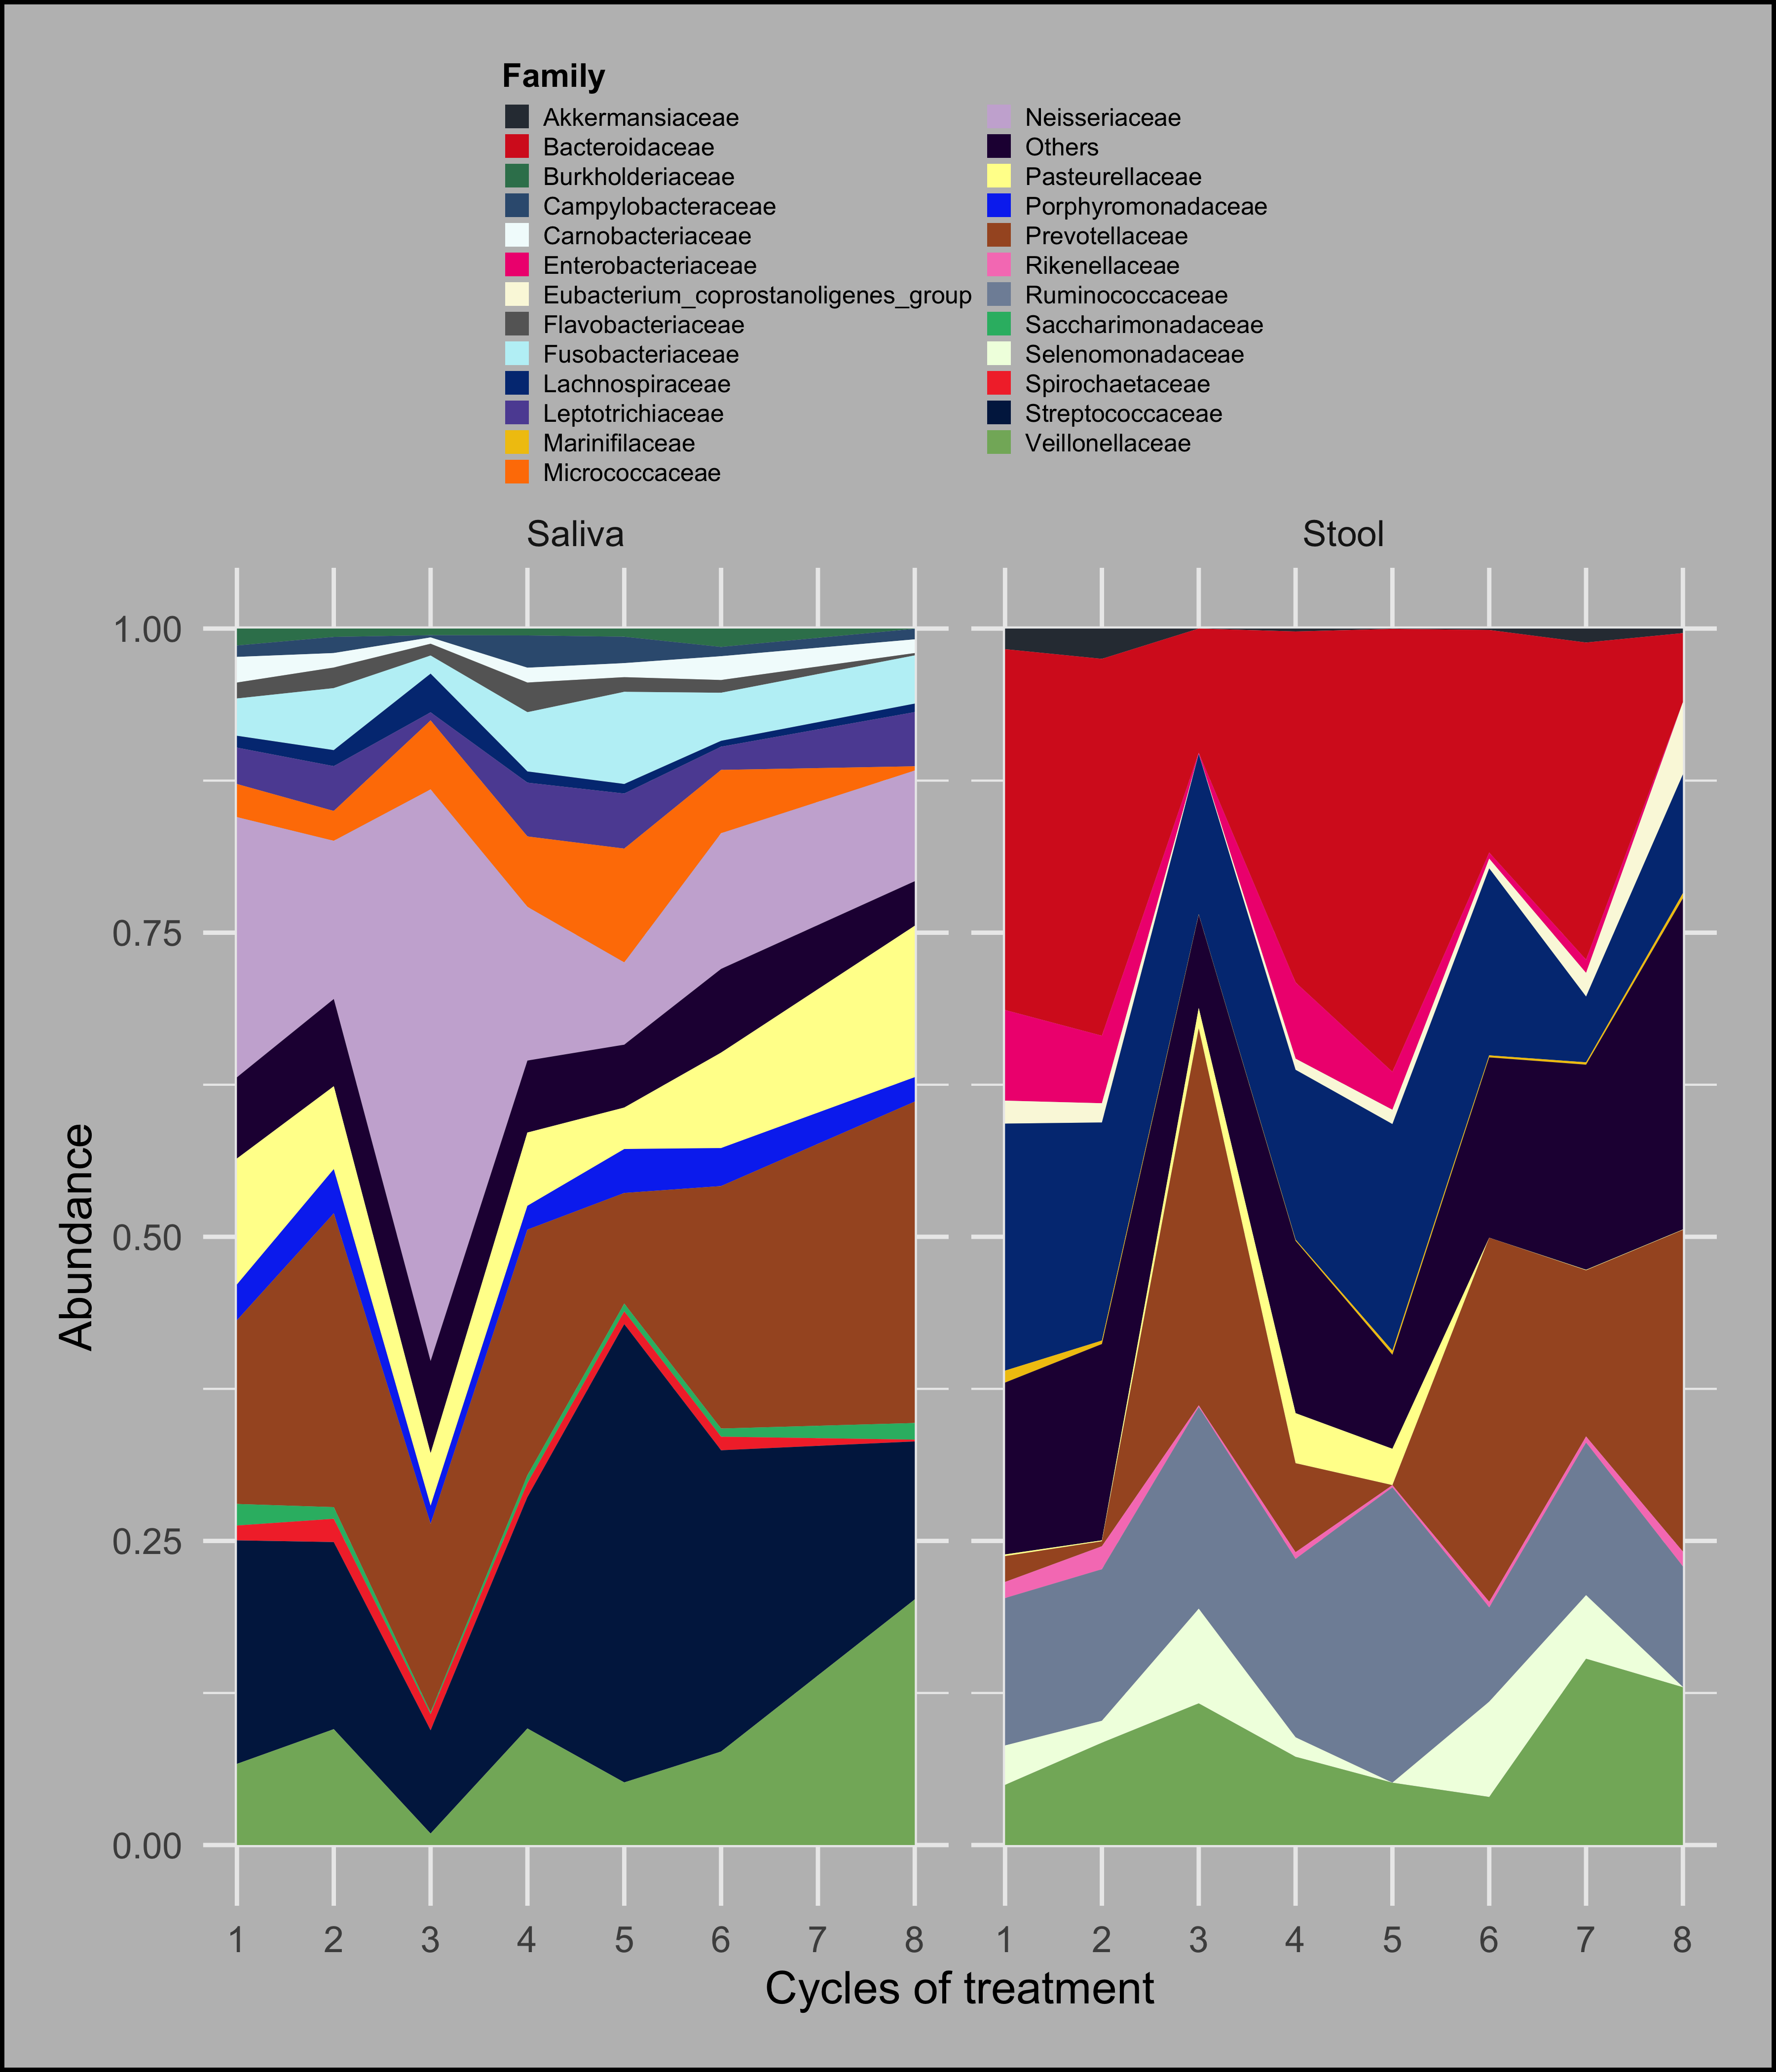 Family
Akkermansiaceae
Bacteroidaceae
Burkholderiaceae
Campylobacteraceae
Carnobacteriaceae
Enterobacteriaceae
Eubacterium_coprostanoligenes_group
Flavobacteriaceae
Fusobacteriaceae
Lachnospiraceae
Leptotrichiaceae
Marinifilaceae
Micrococcaceae
Neisseriaceae
Others
Pasteurellaceae
Porphyromonadaceae
Prevotellaceae
Rikenellaceae
Ruminococcaceae
Saccharimonadaceae
Selenomonadaceae
Spirochaetaceae
Streptococcaceae
Veillonellaceae
Saliva
Stool
1.00
0.75
0.50
0.25
0.00
Abundance
1 2 3 4 5 6 7 8
1 2 3 4 5 6 7 8
Cycles of treatment